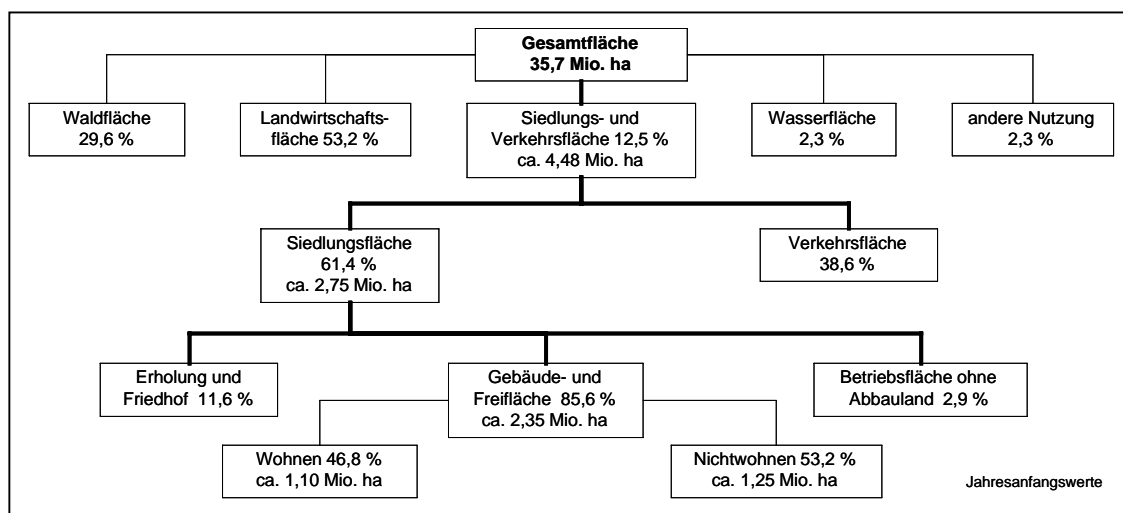 Gesamtfläche
35,7 Mio. ha
Waldfläche
29,6 %
Landwirtschafts-
fläche 53,2 %
Siedlungs- und
Verkehrsfläche 12,5 %
ca. 4,48 Mio. ha
Wasserfläche
2,3 %
andere Nutzung
2,3 %
Siedlungsfläche
61,4 %
ca. 2,75 Mio. ha
Verkehrsfläche
38,6 %
Erholung und
Friedhof 11,6 %
Gebäude- und
Freifläche 85,6 %
ca. 2,35 Mio. ha
Betriebsfläche ohne
Abbauland 2,9 %
Wohnen 46,8 %
ca. 1,10 Mio. ha
Nichtwohnen 53,2 %
ca. 1,25 Mio. ha
Jahresanfangswerte